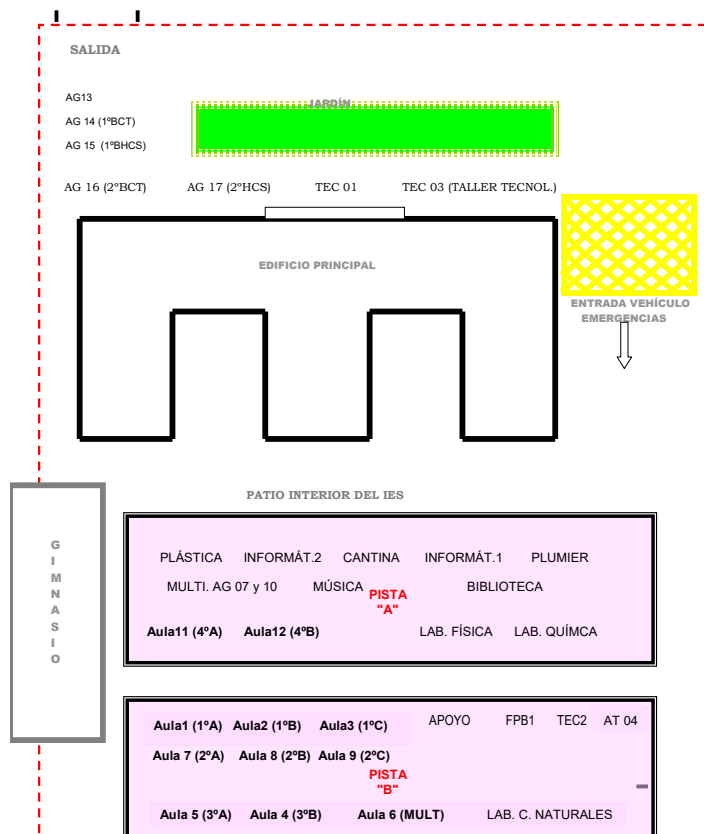 SALIDA
AG13
JARDÍN
AG 14 (1ºBCT)
AG 15 (1ºBHCS)
AG 16 (2ºBCT) AG 17 (2ºHCS) TEC 01 TEC 03 (TALLER TECNOL.)
EDIFICIO PRINCIPAL
ENTRADA VEHÍCULO
EMERGENCIAS
PATIO INTERIOR DEL IES
GIMNASIO
PLÁSTICA INFORMÁT.2 CANTINA INFORMÁT.1 PLUMIER
MULTI. AG 07 y 10 MÚSICA BIBLIOTECA
PISTA
"A"
Aula11 (4ºA) Aula12 (4ºB) LAB. FÍSICA LAB. QUÍMCA
Aula1 (1ºA) Aula2 (1ºB) Aula3 (1ºC) APOYO FPB1 TEC2 AT 04
Aula 7 (2ºA) Aula 8 (2ºB) Aula 9 (2ºC)
PISTA
"B"
Aula 5 (3ºA) Aula 4 (3ºB) Aula 6 (MULT) LAB. C. NATURALES